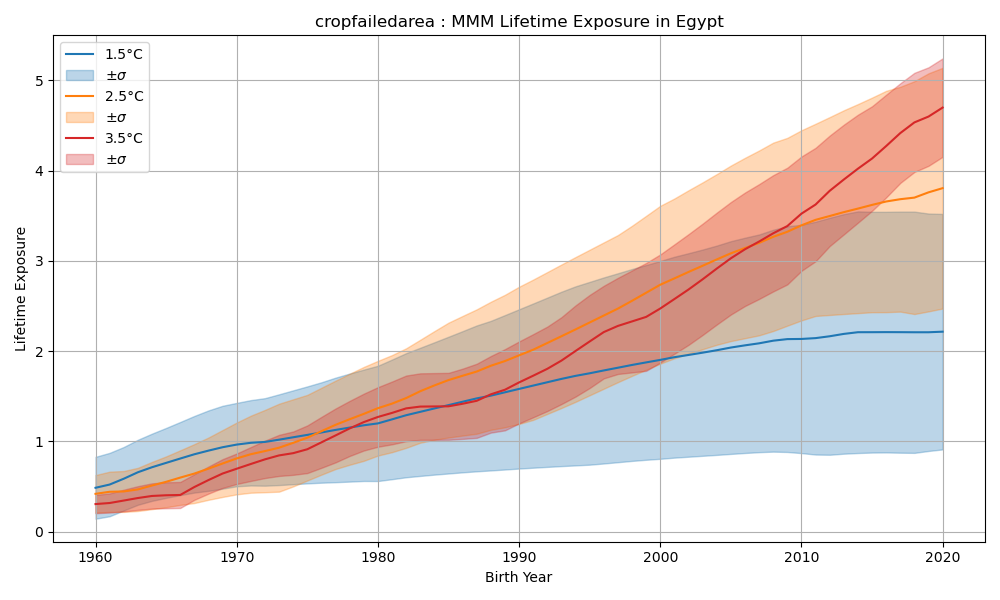 cropfailedarea : MMM Lifetime Exposure in Egypt
1.5°C
±σ
2.5°C
±σ
3.5°C
±σ
Lifetime Exposure
5
4
3
2
1
0
1960 1970 1980 1990 2000 2010 2020
Birth Year